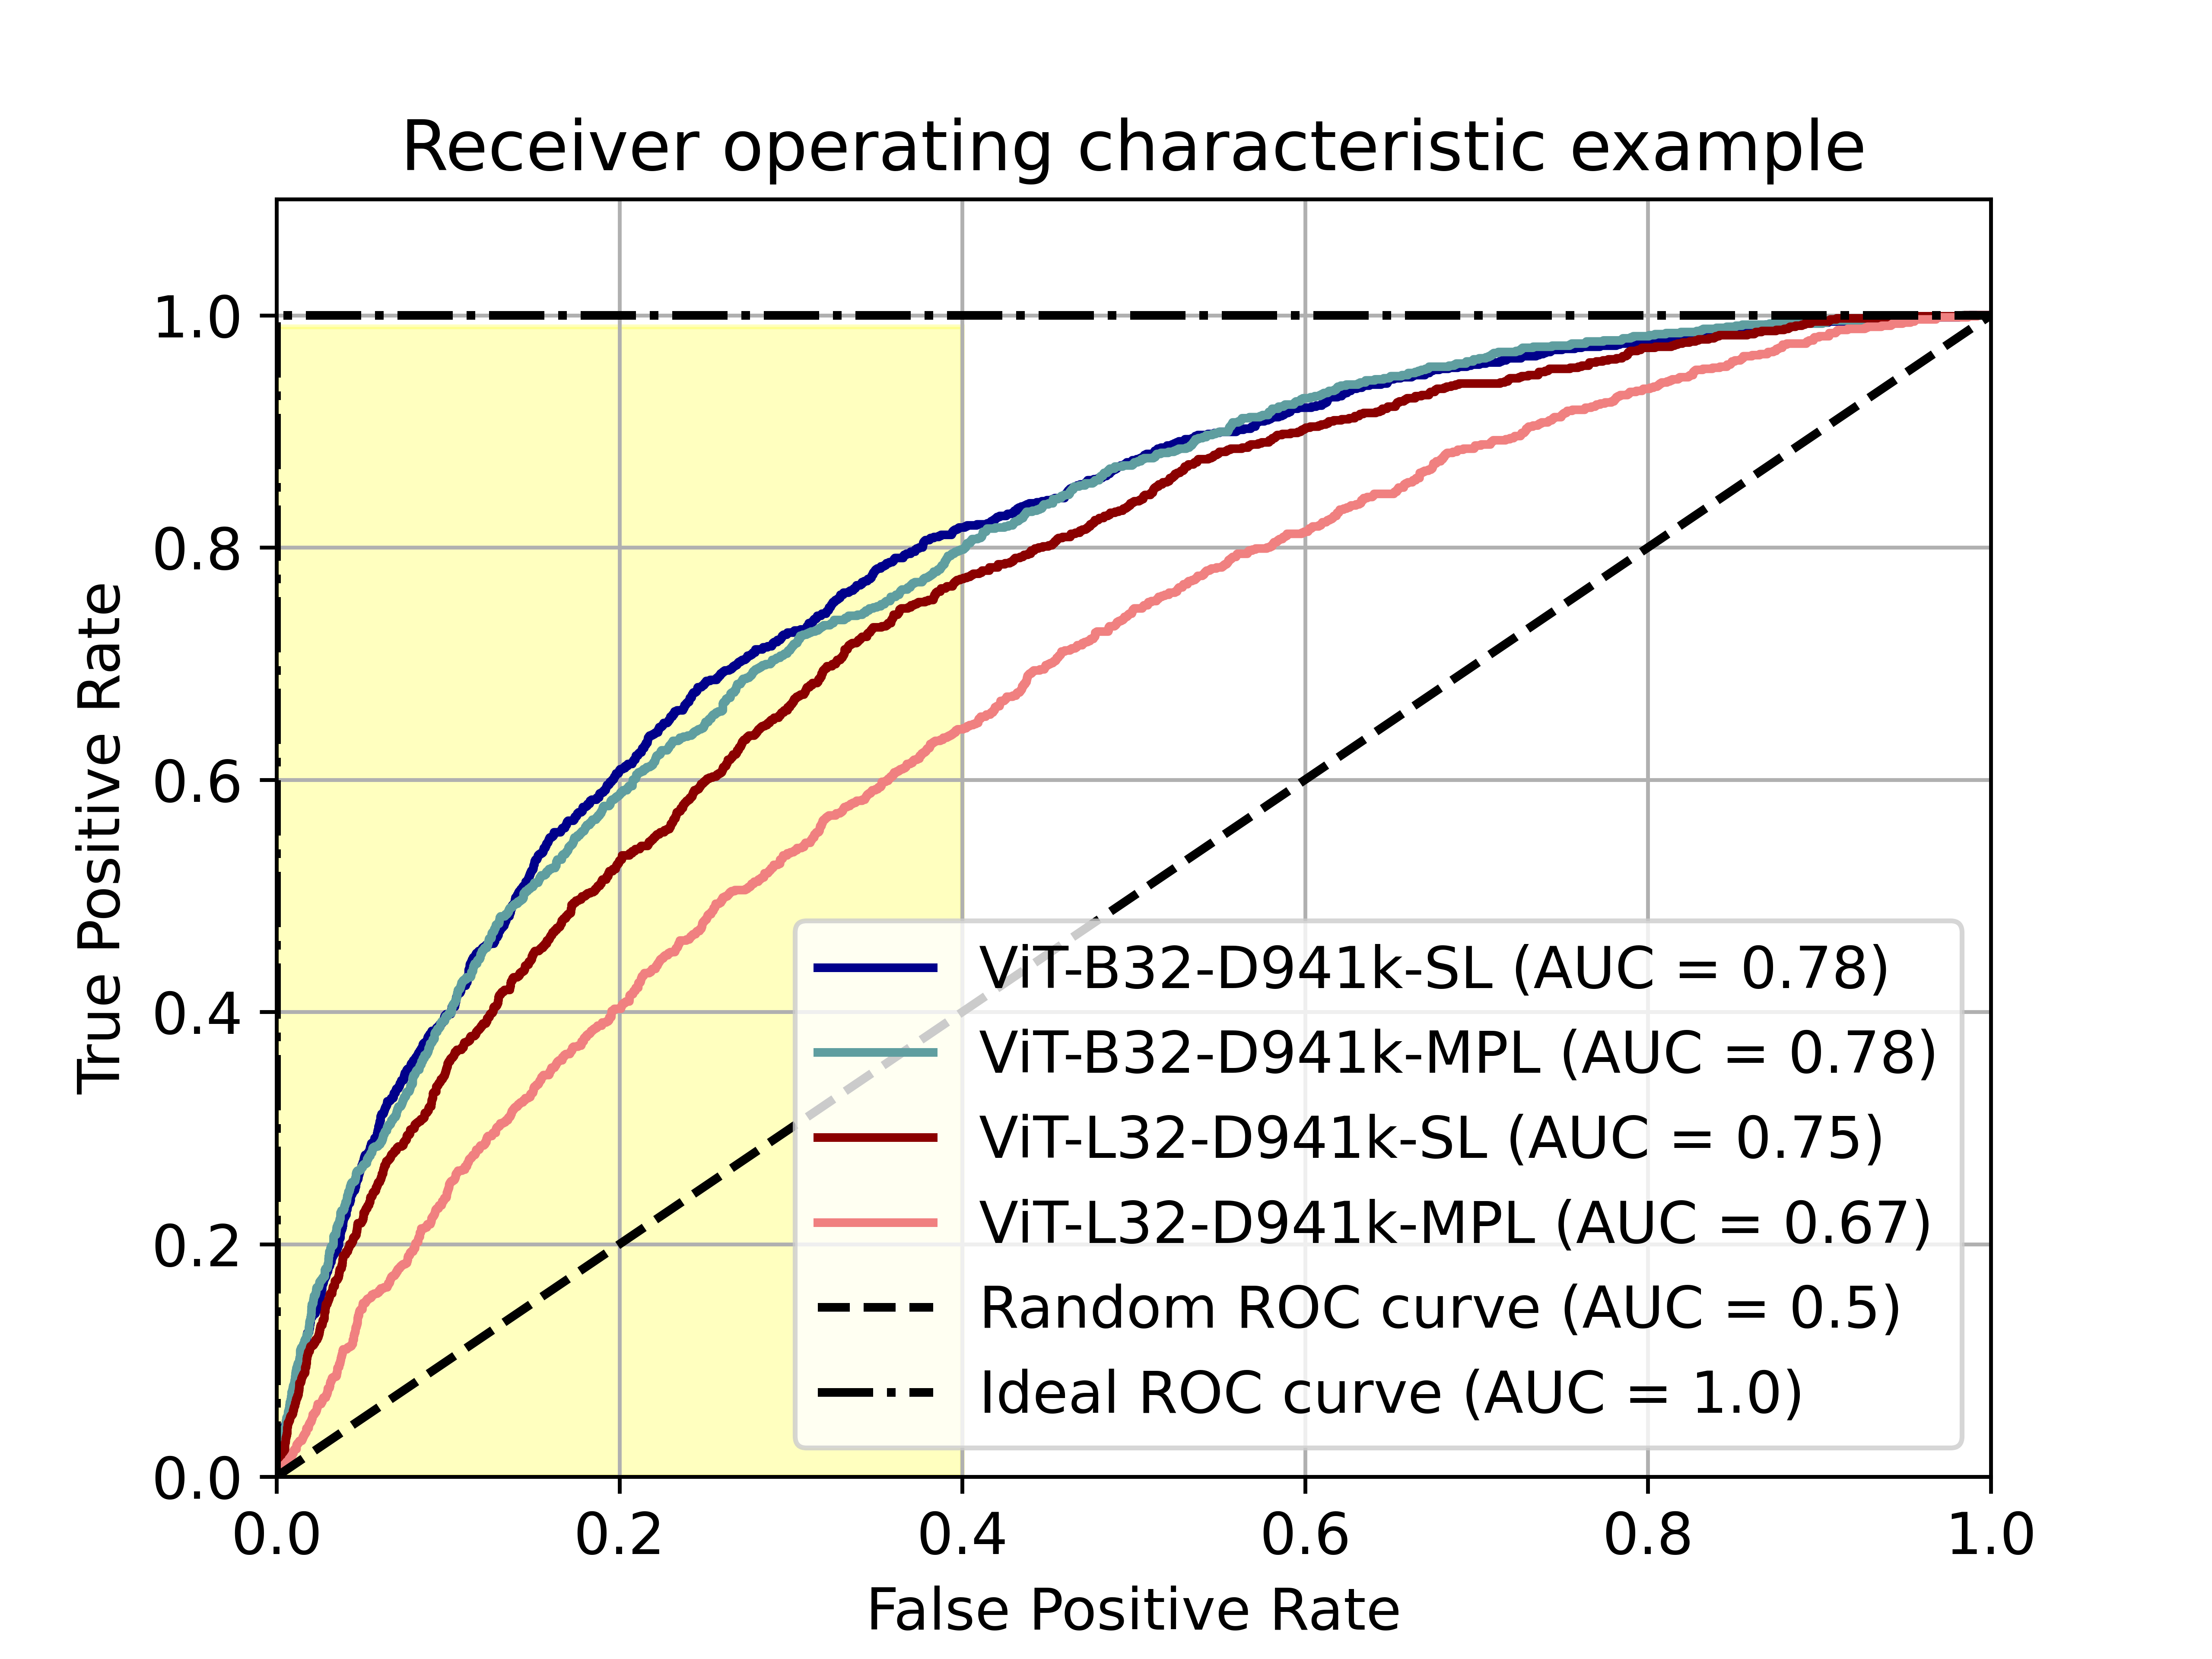 Receiver operating characteristic example
True Positive Rate
1.0
0.8
0.6
0.4
0.2
0.0
ViT-B32-D941k-SL (AUC = 0.78)
ViT-B32-D941k-MPL (AUC = 0.78)
ViT-L32-D941k-SL (AUC = 0.75)
ViT-L32-D941k-MPL (AUC = 0.67)
Random ROC curve (AUC = 0.5)
Ideal ROC curve (AUC = 1.0)
0.0 0.2 0.4 0.6 0.8 1.0
False Positive Rate